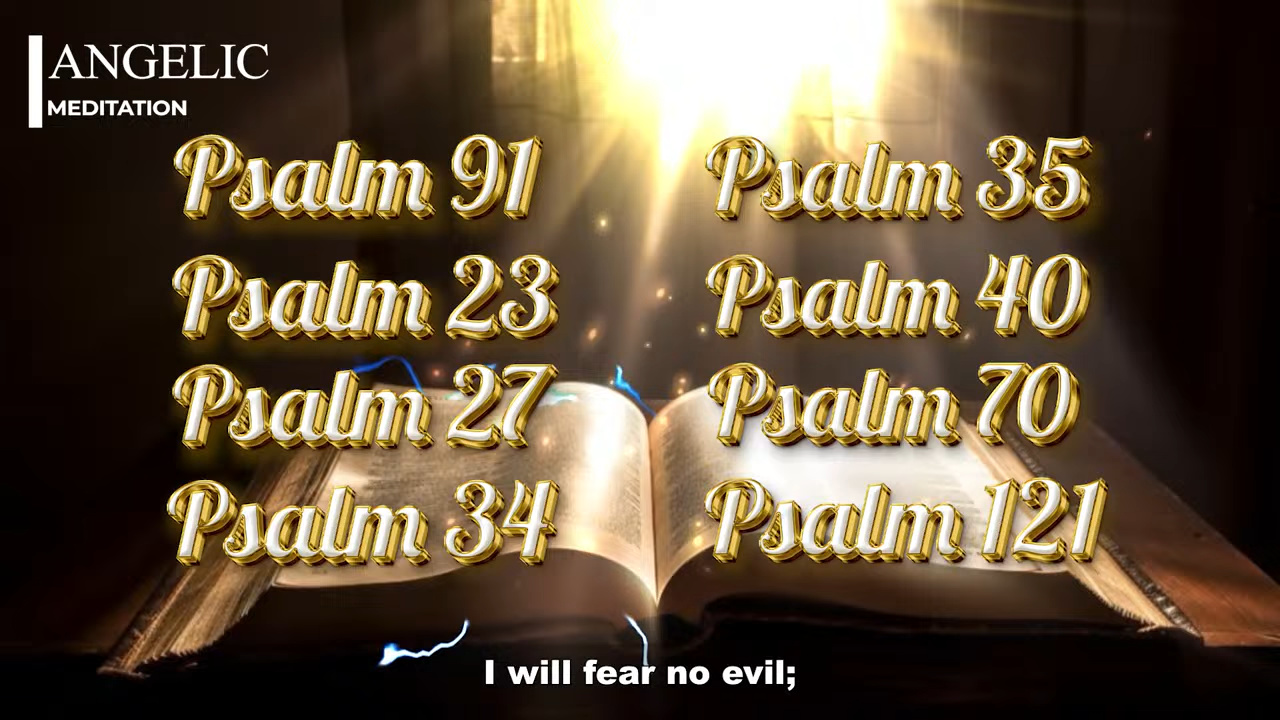 ANGELIC
MEDITATION
Psalm 91
Psalm 23
Psalm 27
Psalm 34
Psalm 35
Psalm 40
Psalm 70
Psalm 121
I will fear no evil;